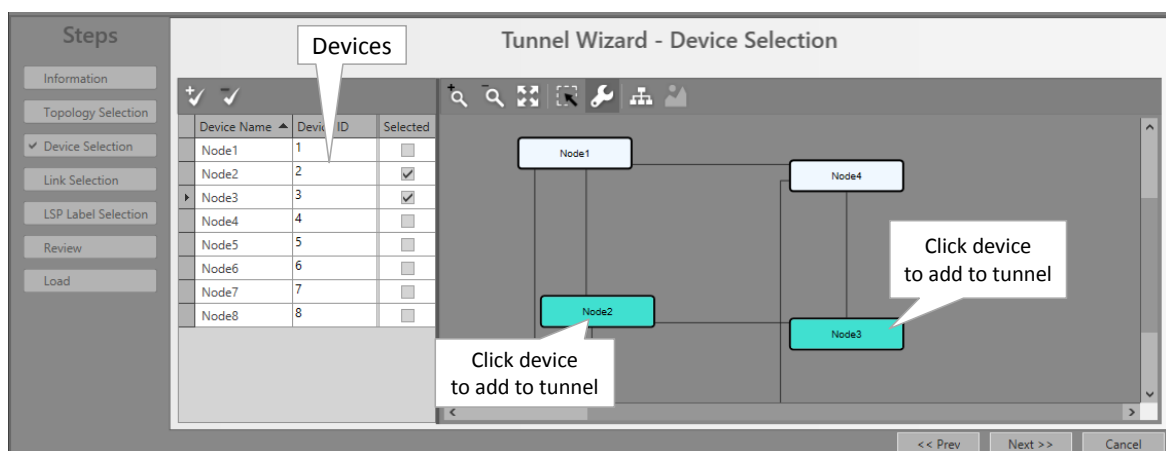 Steps
Information
Topology Selection
Device Selection
Link Selection
LSP Label Selection
Review
Load
Tunnel Wizard - Device Selection
Devices
Device Name Device ID Selected
Node1 1
Node2 2
Node3 3
Node4 4
Node5 5
Node6 6
Node7 7
Node8 8
Node1
Node4
Node2
Node3
Click device
to add to tunnel
Click device
to add to tunnel
<< Prev Next >> Cancel